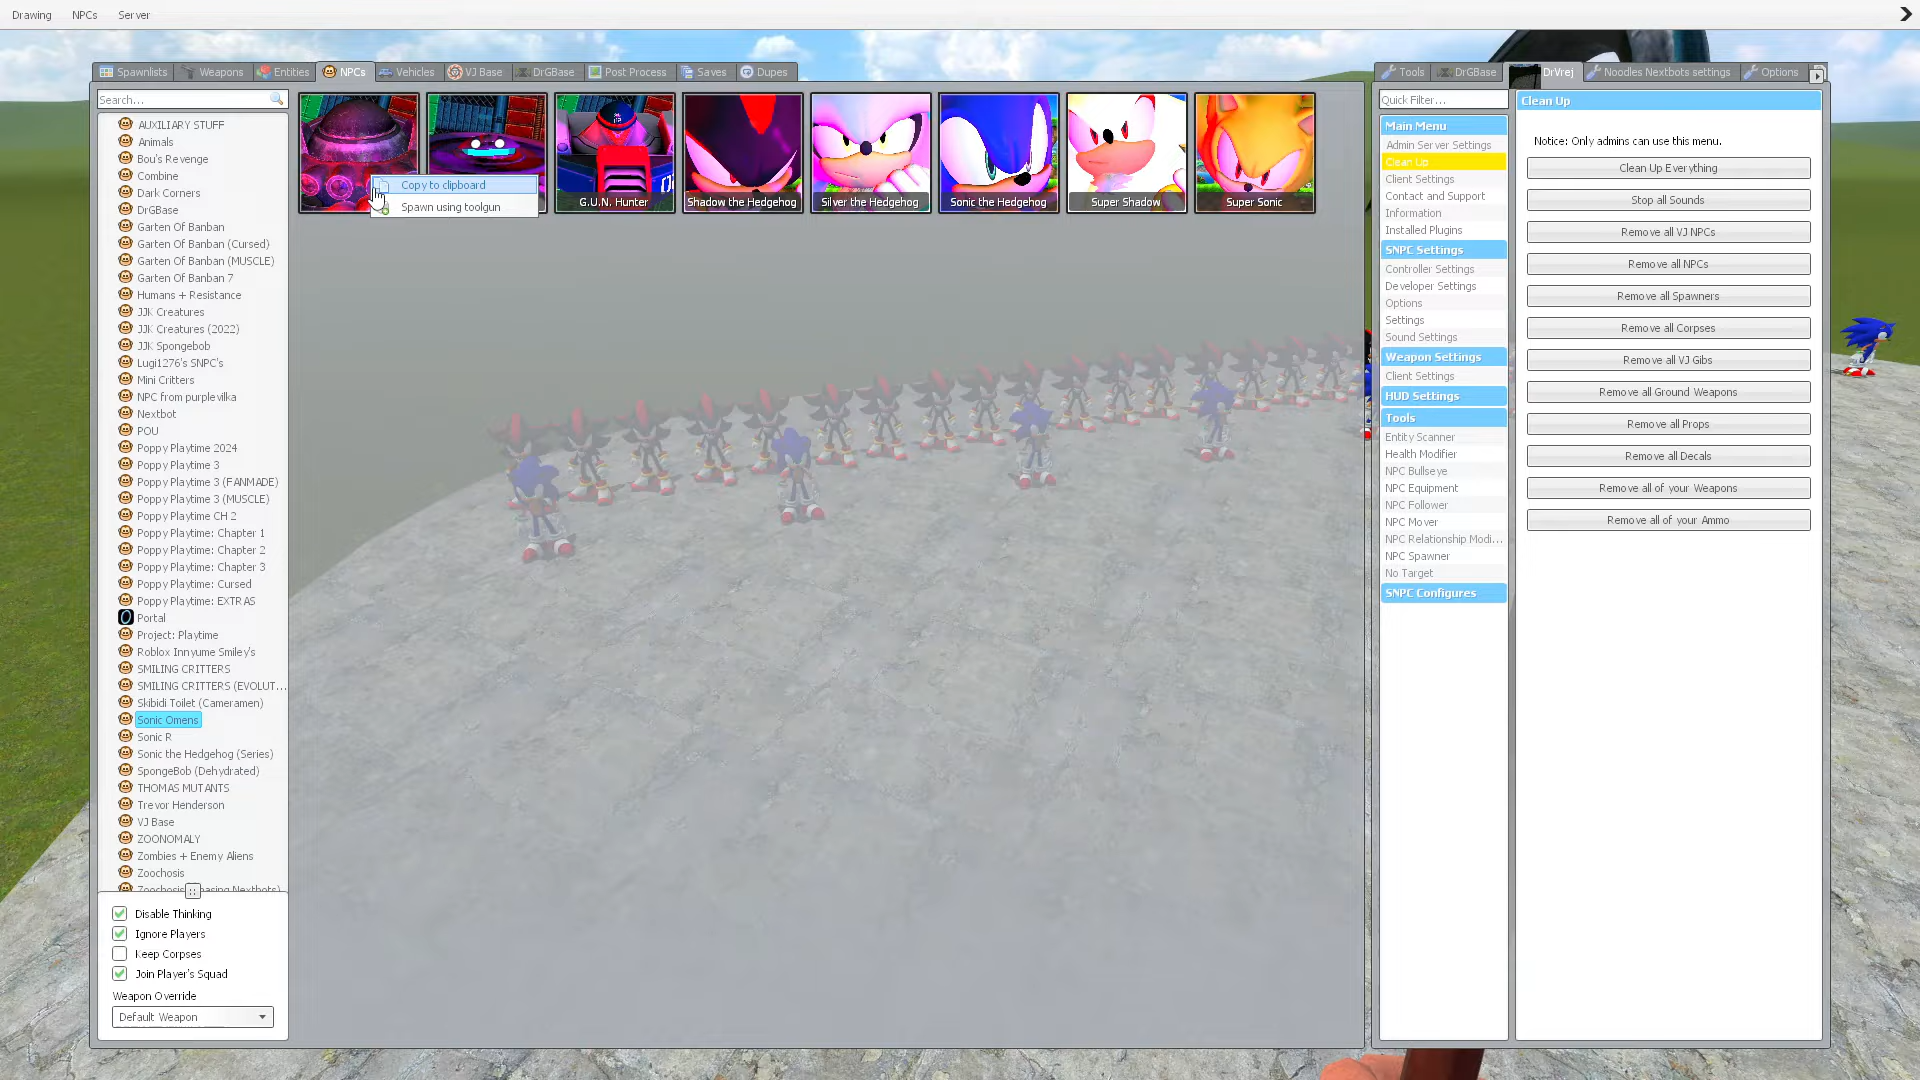 Drawing NPCs Server
Spawnlists Weapons Entities NPCs Vehicles VJ Base DrGBase Post Process Saves Dupes
Search...
AUXILIARY STUFF
Animals
Bou's Revenge
Combine
Dark Corners
DrGBase
Garten Of Banban
Garten Of Banban (Cursed)
Garten Of Banban (MUSCLE)
Garten Of Banban 7
Humans + Resistance
JJK Creatures
JJK Creatures (2022)
JJK Spongebob
Lugi1276's SNPC's
Mini Critters
NPC from purplevilka
Nextbot
POU
Poppy Playtime 2024
Poppy Playtime 3
Poppy Playtime 3 (FANMADE)
Poppy Playtime 3 (MUSCLE)
Poppy Playtime CH 2
Poppy Playtime: Chapter 1
Poppy Playtime: Chapter 2
Poppy Playtime: Chapter 3
Poppy Playtime: Cursed
Poppy Playtime: EXTRAS
Portal
Project: Playtime
Roblox Innyume Smiley's
SMILING CRITTERS
SMILING CRITTERS (EVOLUT...
Skibidi Toilet (Cameramen)
Sonic Omens
Sonic R
Sonic the Hedgehog (Series)
SpongeBob (Dehydrated)
THOMAS MUTANTS
Trevor Henderson
VJ Base
ZOONOMALY
Zombies + Enemy Aliens
Zoochosis
Disable Thinking
Ignore Players
Keep Corpses
Join Player's Squad
Weapon Override
Default Weapon
Copy to clipboard
Spawn using toolgun
G.U.N. Hunter
Shadow the Hedgehog
Silver the Hedgehog
Sonic the Hedgehog
Super Shadow
Super Sonic
Tools DrGBase DrVrej Noodles Nextbots settings Options
Quick Filter...
Main Menu
Admin Server Settings
Clean Up
Client Settings
Contact and Support
Information
Installed Plugins
SNPC Settings
Controller Settings
Developer Settings
Options
Settings
Sound Settings
Weapon Settings
Client Settings
HUD Settings
Tools
Entity Scanner
Health Modifier
NPC Bullseye
NPC Equipment
NPC Follower
NPC Mover
NPC Relationship Modi...
NPC Spawner
No Target
SNPC Configures
Clean Up
Notice: Only admins can use this menu.
Clean Up Everything
Stop all Sounds
Remove all VJ NPCs
Remove all NPCs
Remove all Spawners
Remove all Corpses
Remove all VJ Gibs
Remove all Ground Weapons
Remove all Props
Remove all Decals
Remove all of your Weapons
Remove all of your Ammo